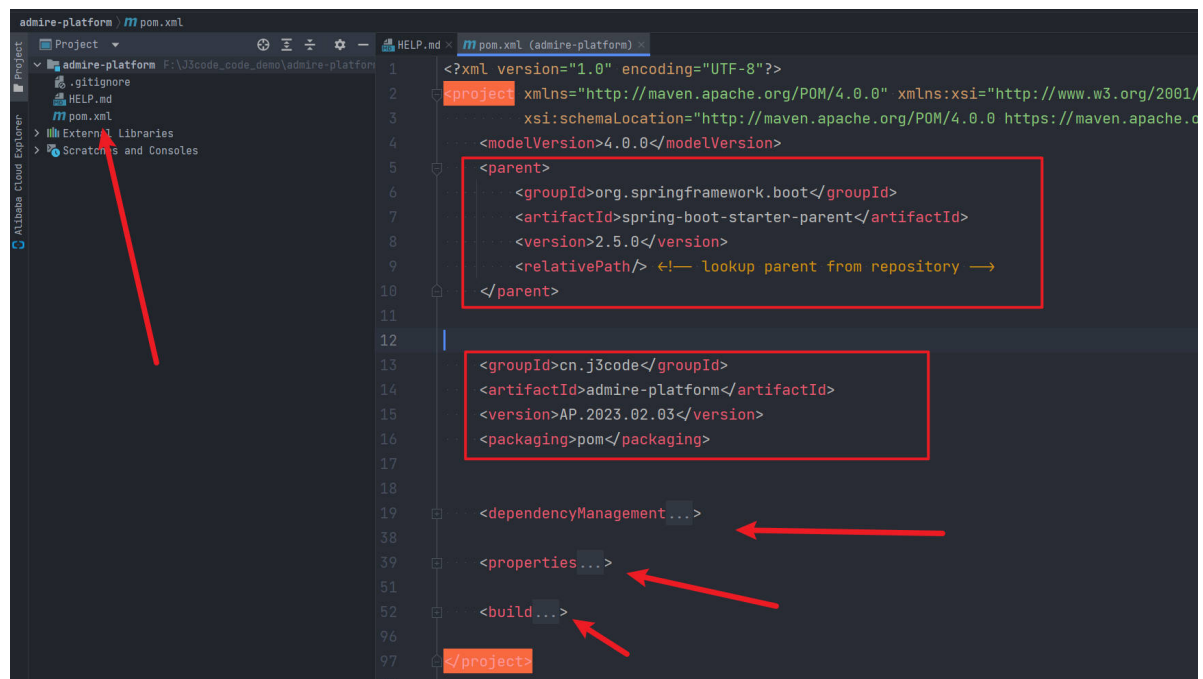 admire-platform 〉 m pom.xml
Project
HELP.md × m pom.xml (admire-platform) ×
Project
admire-platform F:\J3code_code_demo\admire-platform
.gitignore
HELP.md
m pom.xml
External Libraries
Scratches and Consoles
Alibaba Cloud Explorer
1 <?xml version="1.0" encoding="UTF-8"?>
2 <project xmlns="http://maven.apache.org/POM/4.0.0" xmlns:xsi="http://www.w3.org/2001/
3 xsi:schemaLocation="http://maven.apache.org/POM/4.0.0 https://maven.apache.o
4 <modelVersion>4.0.0</modelVersion>
5 <parent>
6 <groupId>org.springframework.boot</groupId>
7 <artifactId>spring-boot-starter-parent</artifactId>
8 <version>2.5.0</version>
9 <relativePath/> <!-- lookup parent from repository -->
10 </parent>
11
12
13 <groupId>cn.j3code</groupId>
14 <artifactId>admire-platform</artifactId>
15 <version>AP.2023.02.03</version>
16 <packaging>pom</packaging>
17
18
19 <dependencyManagement...>
38
39 <properties...>
51
52 <build...>
96
97 </project>